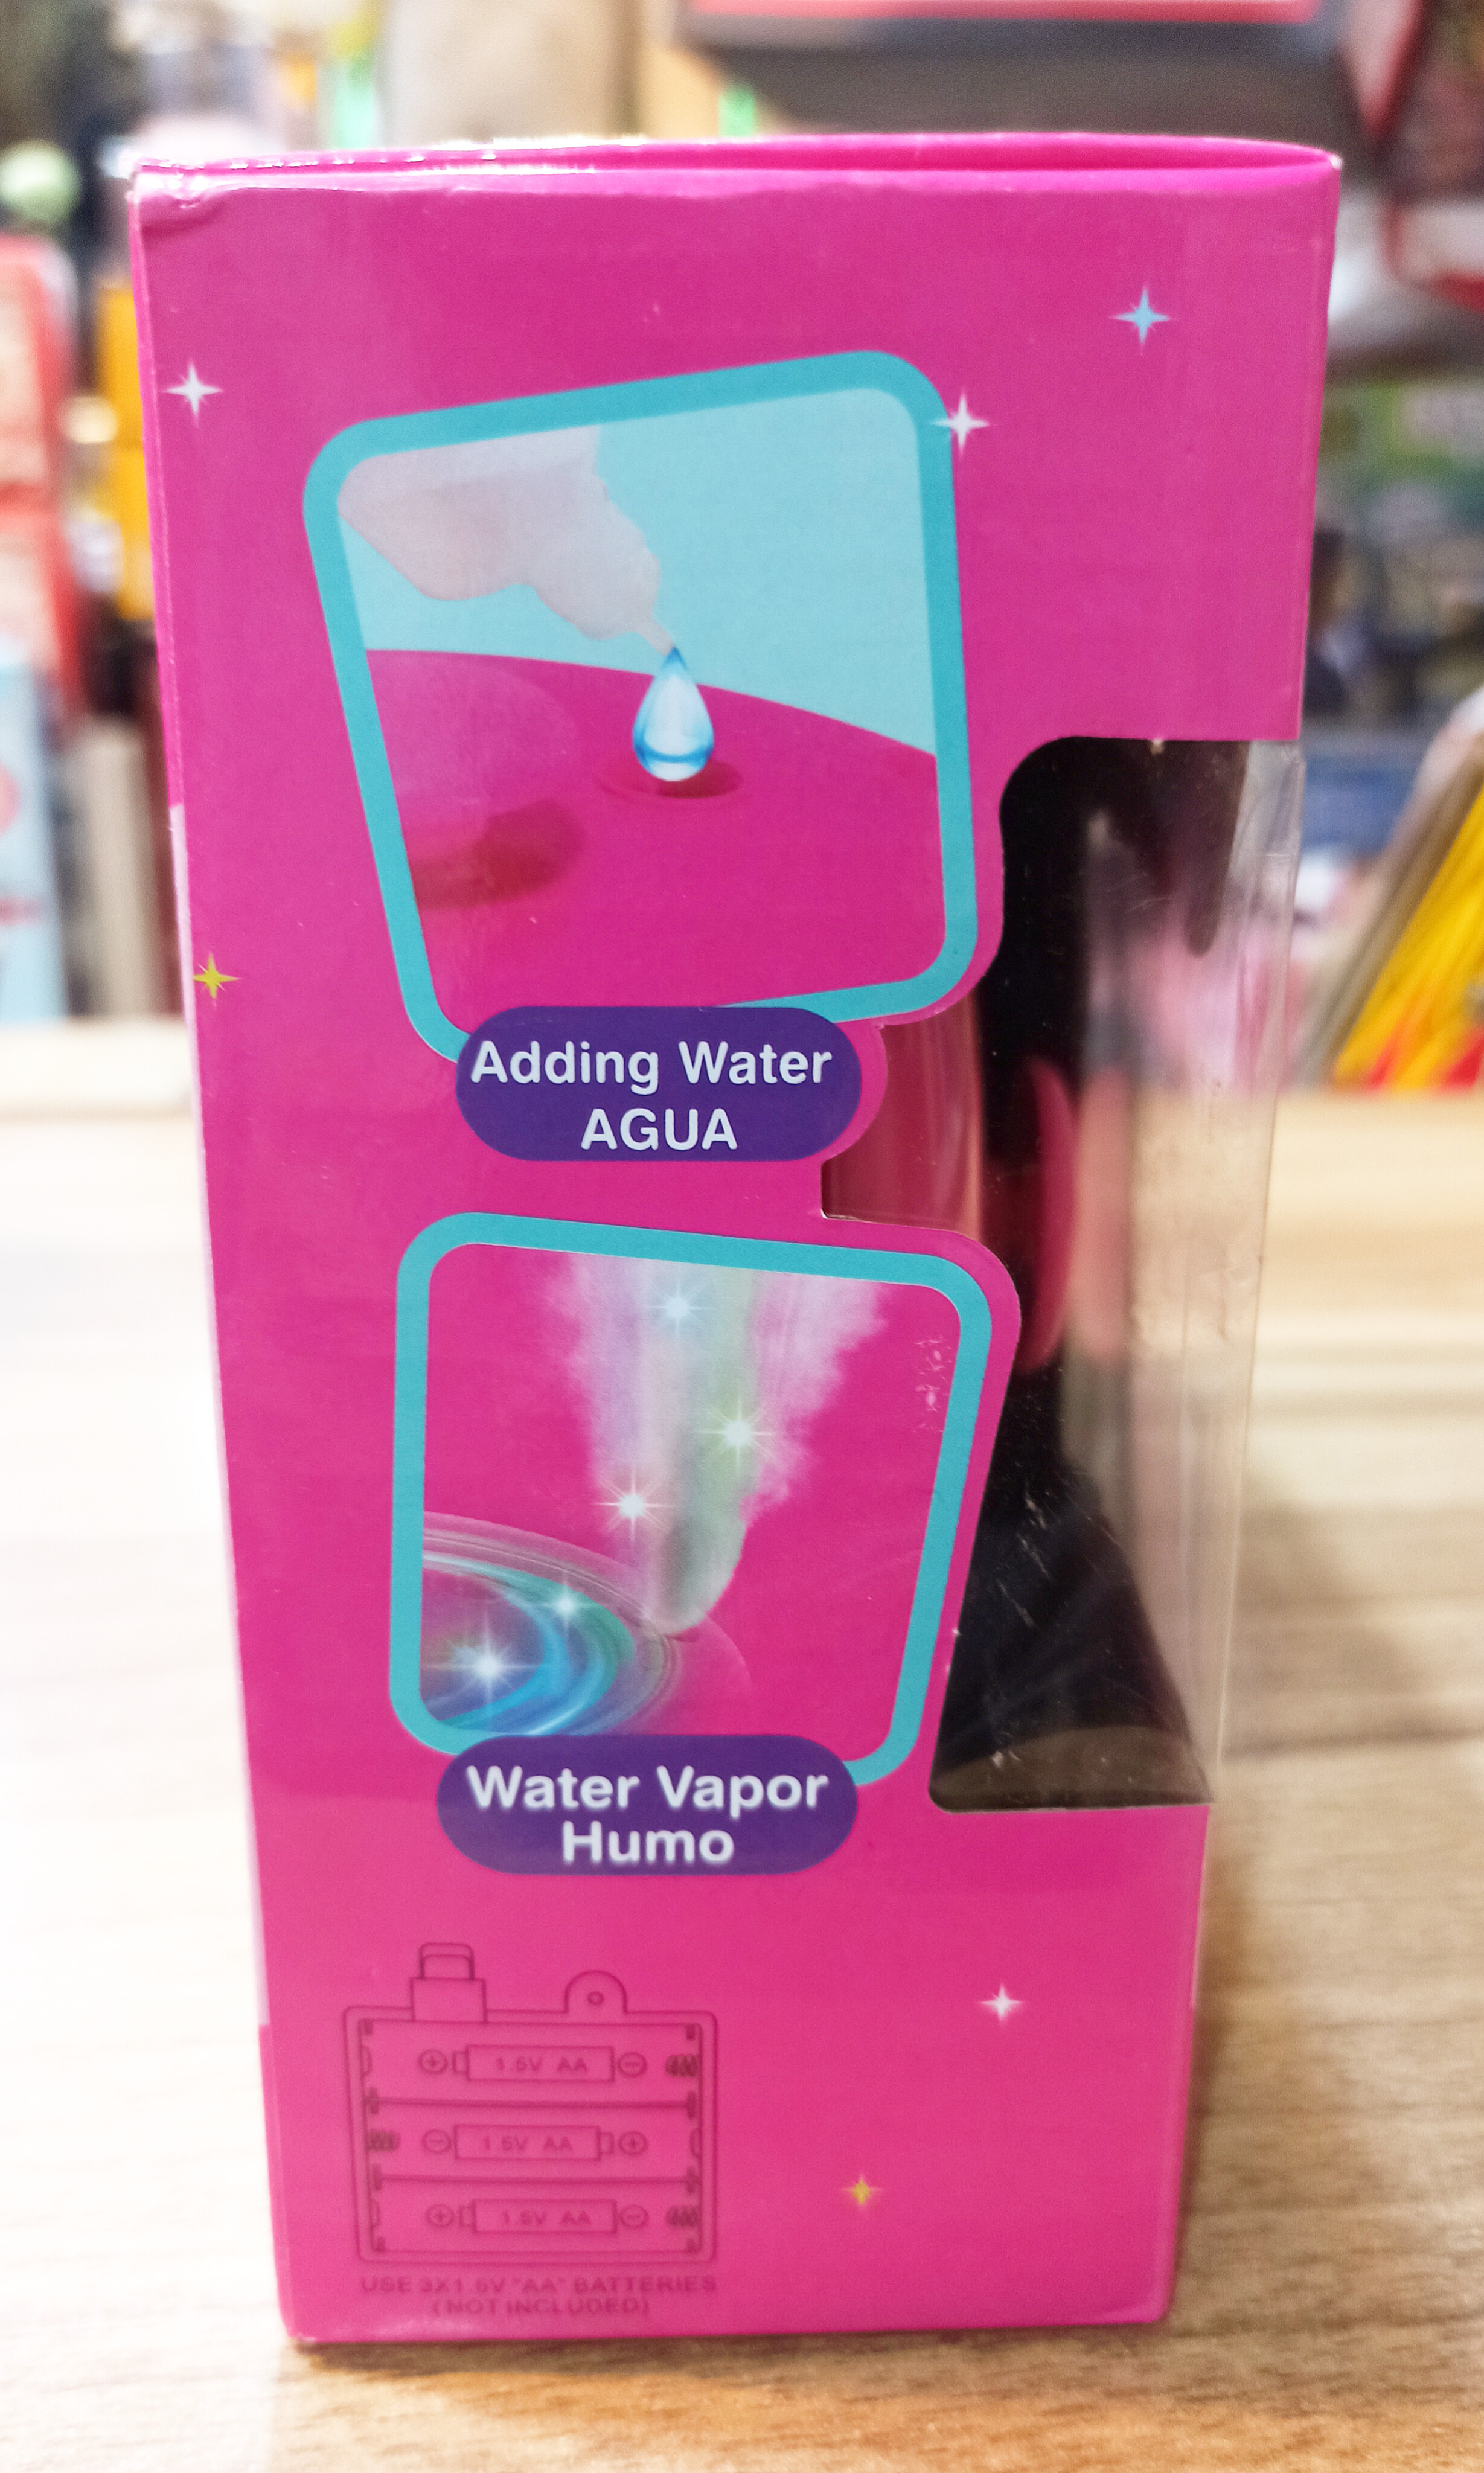 Adding Water
AGUA
Water Vapor
Humo
1.5V AA
1.5V AA
1.5V AA
USE 3X1.5V "AA" BATTERIES
(NOT INCLUDED)